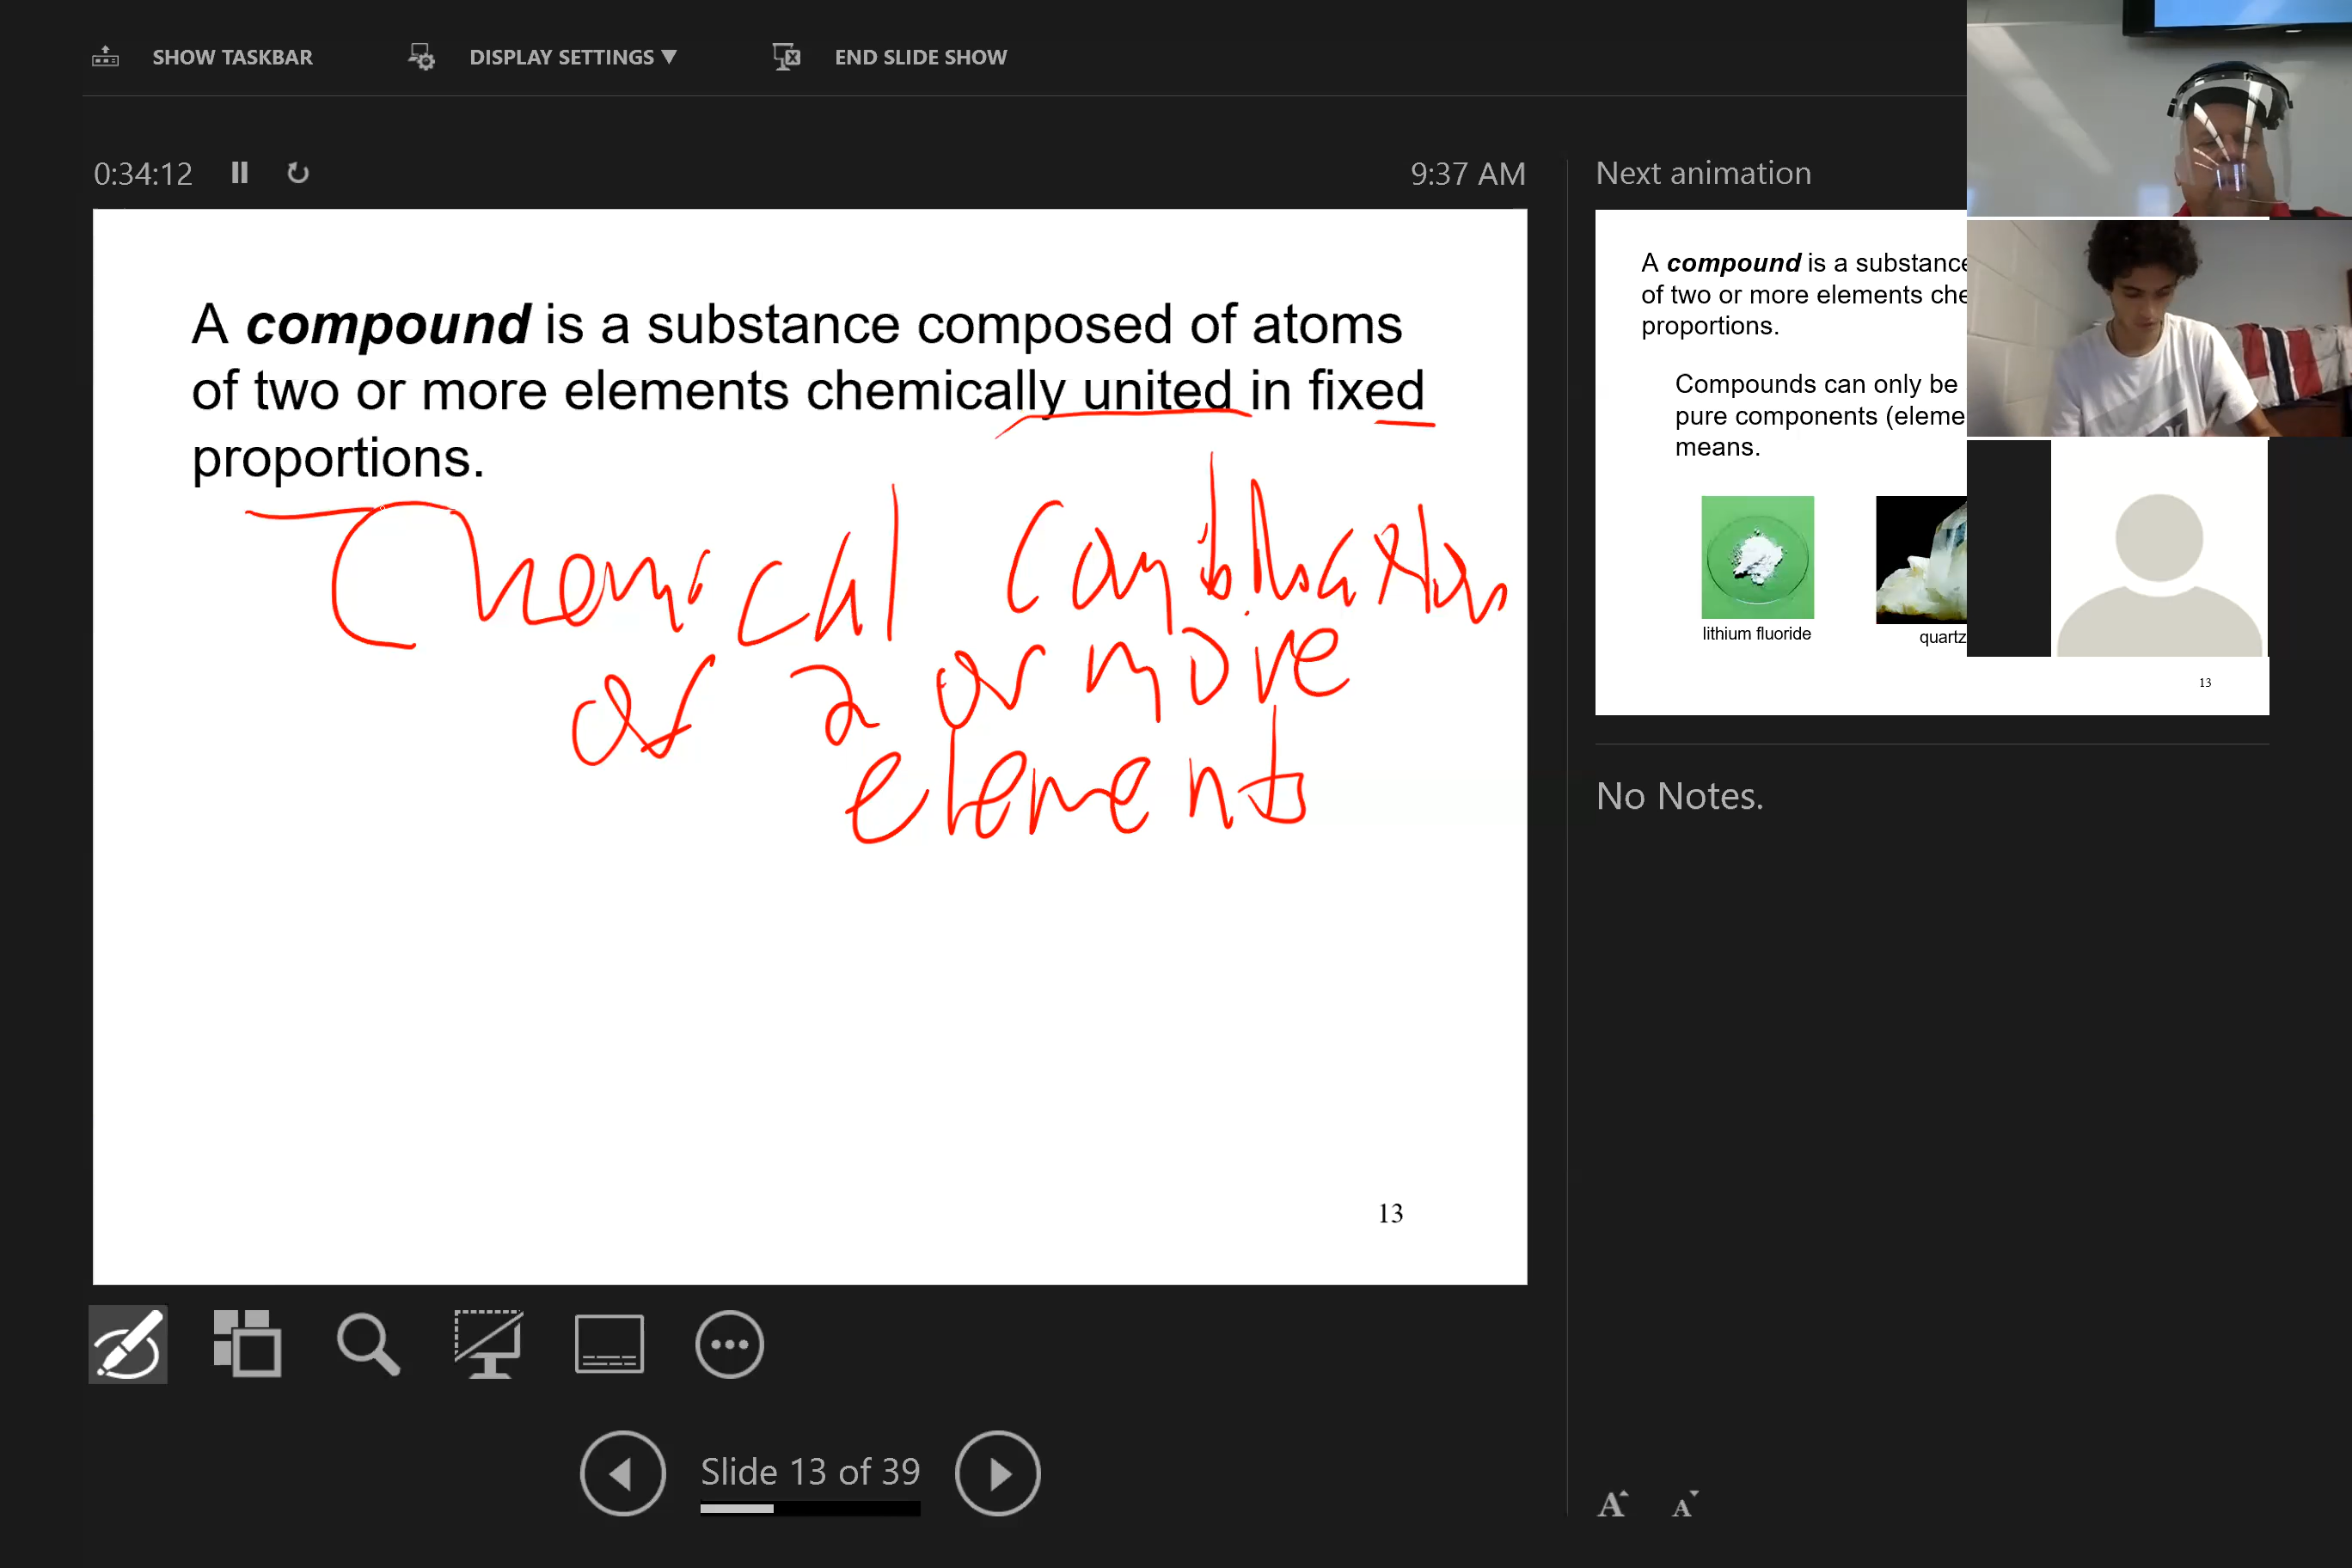 SHOW TASKBAR DISPLAY SETTINGS ▼ END SLIDE SHOW
0:34:12 9:37 AM
A compound is a substance composed of atoms
of two or more elements chemically united in fixed
proportions.
Chemical Combination
of 2 or more
elements
13
Slide 13 of 39
Next animation
A compound is a substance
of two or more elements che
proportions.
Compounds can only be
pure components (eleme
means.
lithium fluoride quartz
13
No Notes.
A A